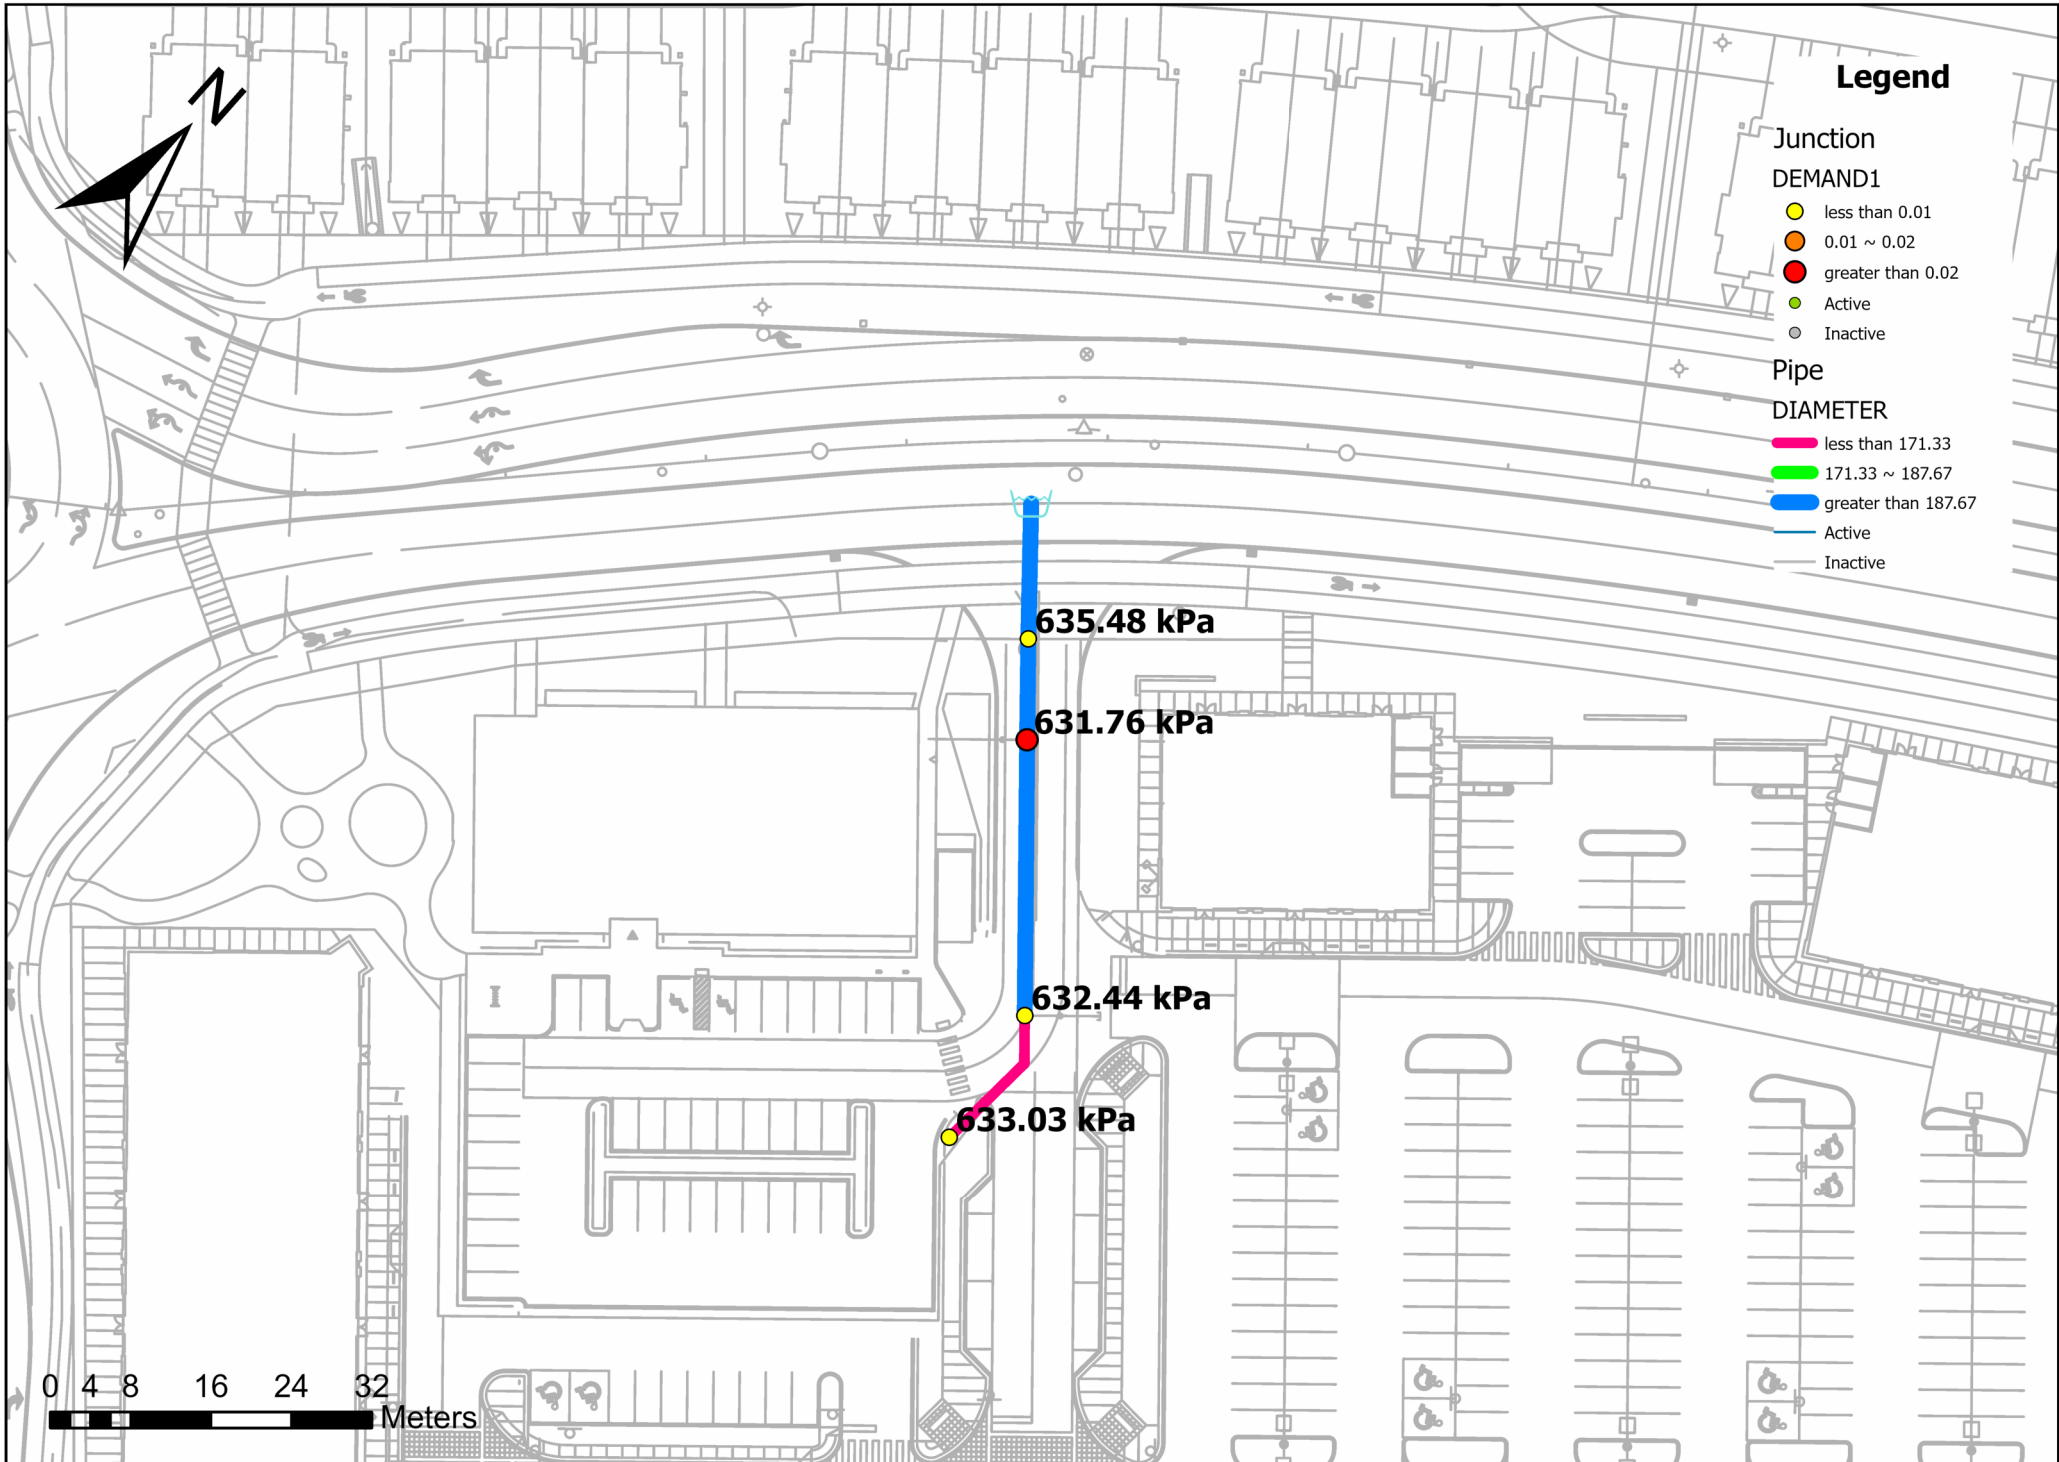 N
Legend
Junction
DEMAND1
less than 0.01
0.01 ~ 0.02
greater than 0.02
Active
Inactive
Pipe
DIAMETER
less than 171.33
171.33 ~ 187.67
greater than 187.67
Active
Inactive
635.48 kPa
631.76 kPa
632.44 kPa
633.03 kPa
0 4 8 16 24 32
Meters